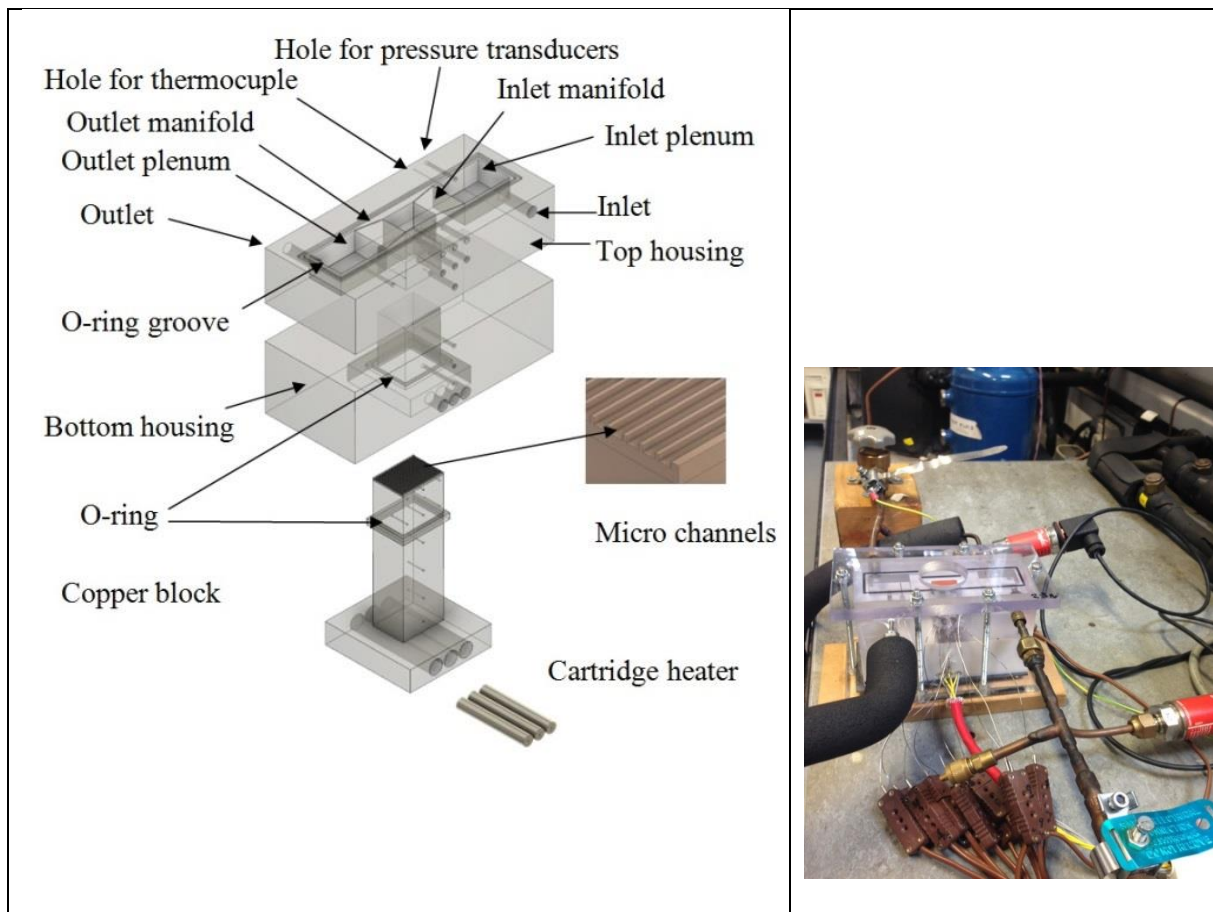 Hole for pressure transducers
Hole for thermocuple
Inlet manifold
Outlet manifold
Inlet plenum
Outlet plenum
Outlet
Inlet
Top housing
O-ring groove
Bottom housing
O-ring
Micro channels
Copper block
Cartridge heater